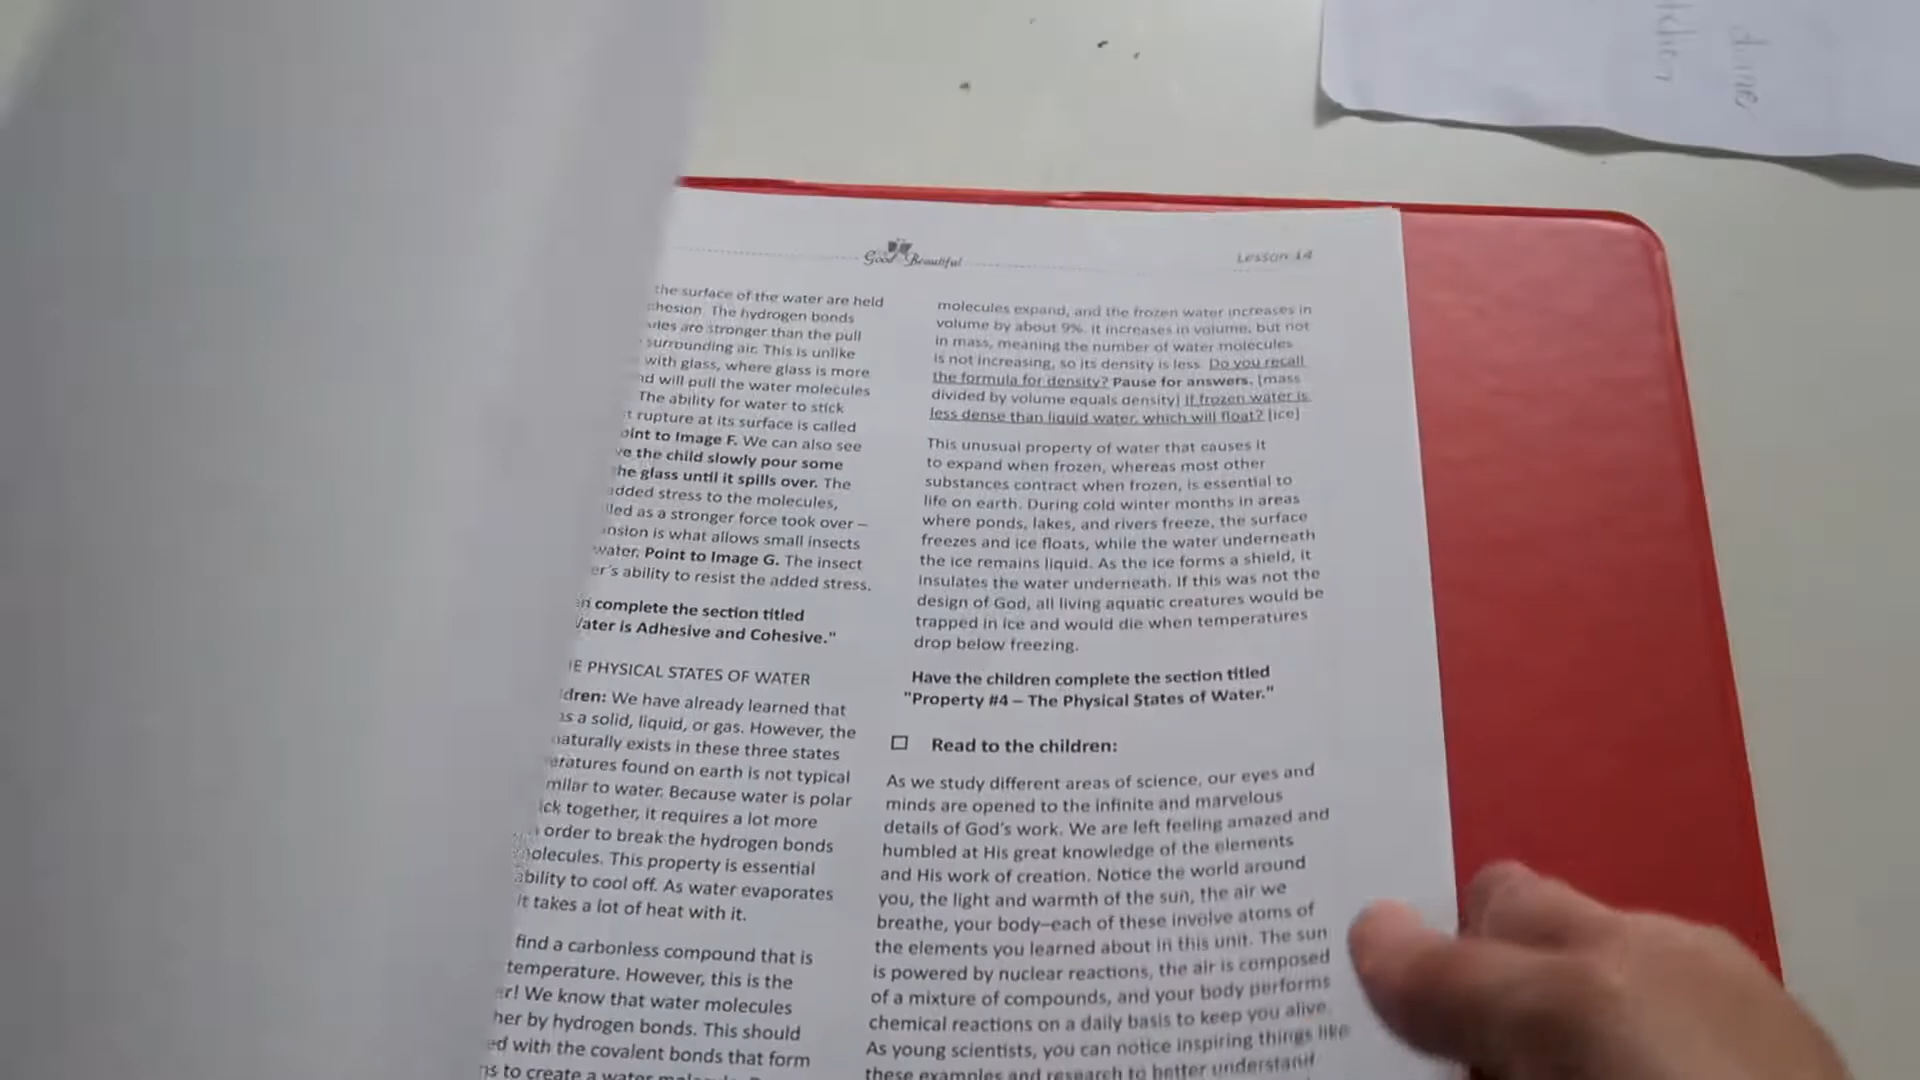 Good Beautiful
Lesson 14
the surface of the water are held
The hydrogen bonds
are stronger than the pull
surrounding air. This is unlike
with glass, where glass is more
will pull the water molecules
The ability for water to stick
rupture at its surface is called
to Image F. We can also see
the child slowly pour some
the glass until it spills over. The
added stress to the molecules,
as a stronger force took over –
is what allows small insects
water. Point to Image G. The insect
ability to resist the added stress.
complete the section titled
Water is Adhesive and Cohesive."
PHYSICAL STATES OF WATER
We have already learned that
as a solid, liquid, or gas. However, the
naturally exists in these three states
found on earth is not typical
to water. Because water is polar
together, it requires a lot more
order to break the hydrogen bonds
molecules. This property is essential
ability to cool off. As water evaporates
it takes a lot of heat with it.
find a carbonless compound that is
temperature. However, this is the
We know that water molecules
by hydrogen bonds. This should
with the covalent bonds that form
to create a water
molecules expand, and the frozen water increases in
volume by about 9%. It increases in volume, but not
in mass, meaning the number of water molecules
is not increasing, so its density is less. Do you recall
the formula for density? Pause for answers. [mass
divided by volume equals density] If frozen water is
less dense than liquid water, which will float? [ice]
This unusual property of water that causes it
to expand when frozen, whereas most other
substances contract when frozen, is essential to
life on earth. During cold winter months in areas
where ponds, lakes, and rivers freeze, the surface
freezes and ice floats, while the water underneath
the ice remains liquid. As the ice forms a shield, it
insulates the water underneath. If this was not the
design of God, all living aquatic creatures would be
trapped in ice and would die when temperatures
drop below freezing.
Have the children complete the section titled
"Property #4 – The Physical States of Water."
Read to the children:
As we study different areas of science, our eyes and
minds are opened to the infinite and marvelous
details of God's work. We are left feeling amazed and
humbled at His great knowledge of the elements
and His work of creation. Notice the world around
you, the light and warmth of the sun, the air we
breathe, your body–each of these involve atoms of
the elements you learned about in this unit. The sun
is powered by nuclear reactions, the air is composed
of a mixture of compounds, and your body performs
chemical reactions on a daily basis to keep you alive.
As young scientists, you can notice inspiring things like
these examples and research to better understand